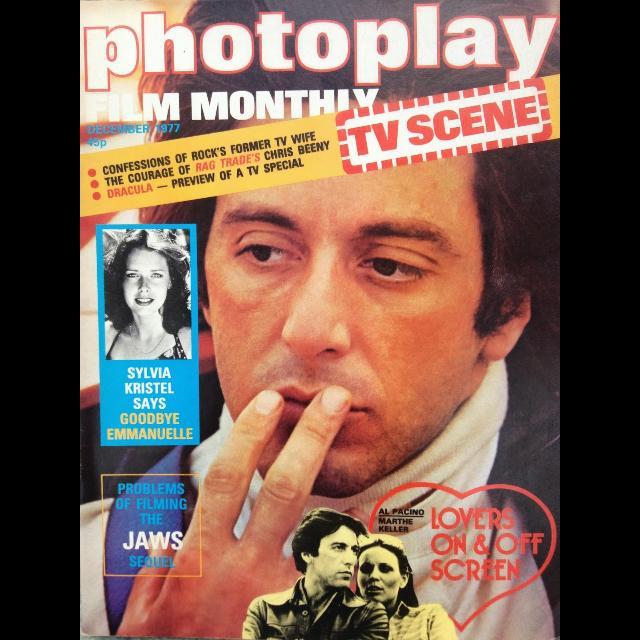 photoplay
FILM MONTHLY
DECEMBER 1977
45p
TV SCENE
CONFESSIONS OF ROCK'S FORMER TV WIFE
THE COURAGE OF RAG TRADE'S CHRIS BEENY
DRACULA — PREVIEW OF A TV SPECIAL
SYLVIA
KRISTEL
SAYS
GOODBYE
EMMANUELLE
PROBLEMS
OF FILMING
THE
JAWS
SEQUEL
AL PACINO
MARTHE
KELLER
LOVERS
ON & OFF
SCREEN